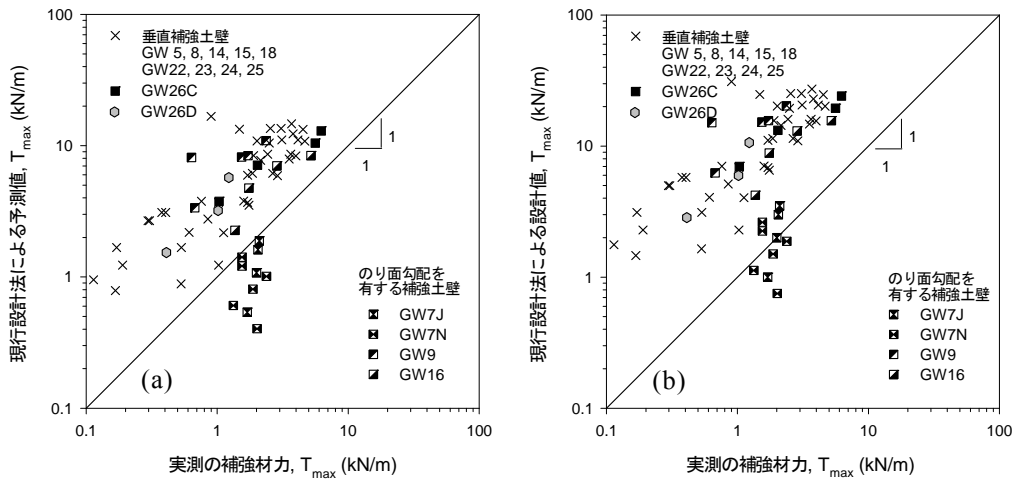 100
垂直補強土壁
GW 5, 8, 14, 15, 18
GW22, 23, 24, 25
GW26C
GW26D
1
1
10
1
0.1
現行設計法による予測値, Tmax (kN/m)
のり面勾配を
有する補強土壁
GW7J
GW7N
GW9
GW16
(a)
0.1
1
10
100
実測の補強材力, Tmax (kN/m)
100
垂直補強土壁
GW 5, 8, 14, 15, 18
GW22, 23, 24, 25
GW26C
GW26D
1
1
10
1
0.1
現行設計法による設計値, Tmax (kN/m)
のり面勾配を
有する補強土壁
GW7J
GW7N
GW9
GW16
(b)
0.1
1
10
100
実測の補強材力, Tmax (kN/m)